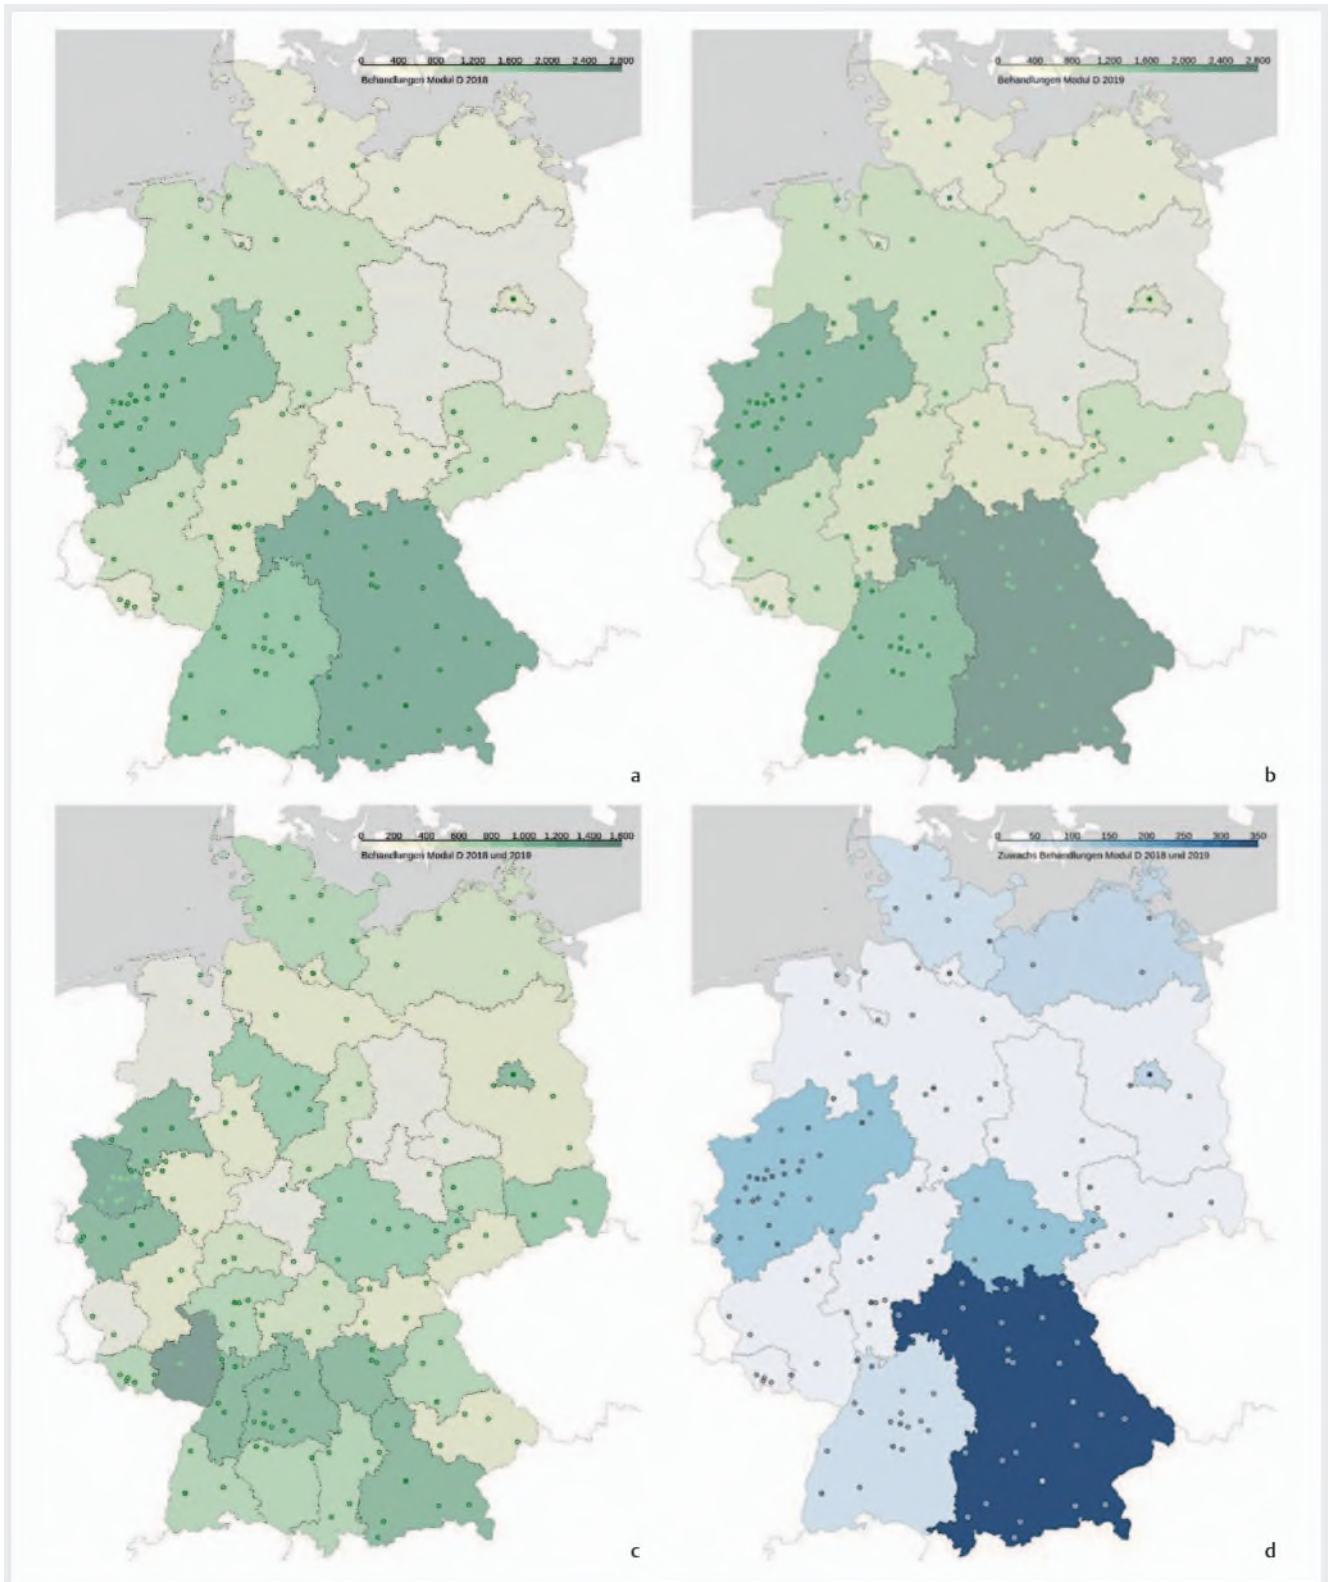 0 400 800 1.200 1.600 2.000 2.400 2.800
Behandlungen Modul D 2018
a
0 400 800 1.200 1.600 2.000 2.400 2.800
Behandlungen Modul D 2019
b
0 200 400 600 800 1.000 1.200 1.400 1.600
Behandlungen Modul D 2018 und 2019
c
0 50 100 150 200 250 300 350
Zuwachs Behandlungen Modul D 2018 und 2019
d